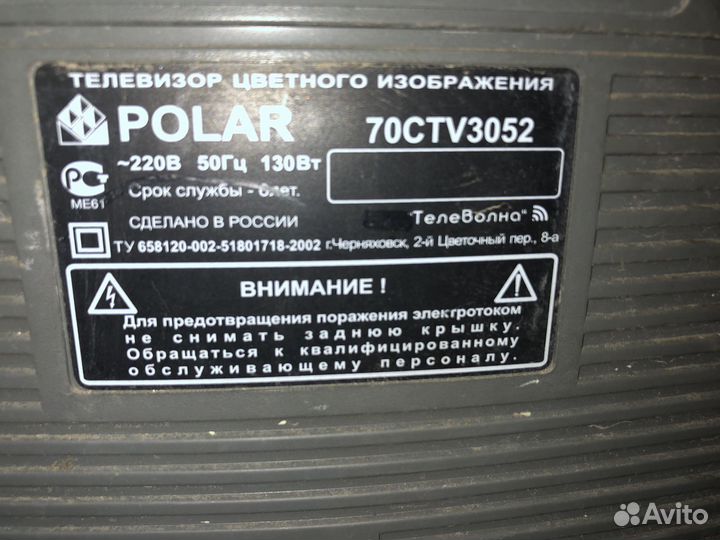 ТЕЛЕВИЗОР ЦВЕТНОГО ИЗОБРАЖЕНИЯ
POLAR 70CTV3052
~220В 50Гц 130Вт
Срок службы - 6лет.
МЕ61
СДЕЛАНО В РОССИИ "Телеволна"
ТУ 658120-002-51801718-2002 г.Черняховск, 2-й Цветочный пер., 8-а
ВНИМАНИЕ !
Для предотвращения поражения электротоком
не снимать заднюю крышку.
Обращаться к квалифицированному
обслуживающему персоналу.
Avito